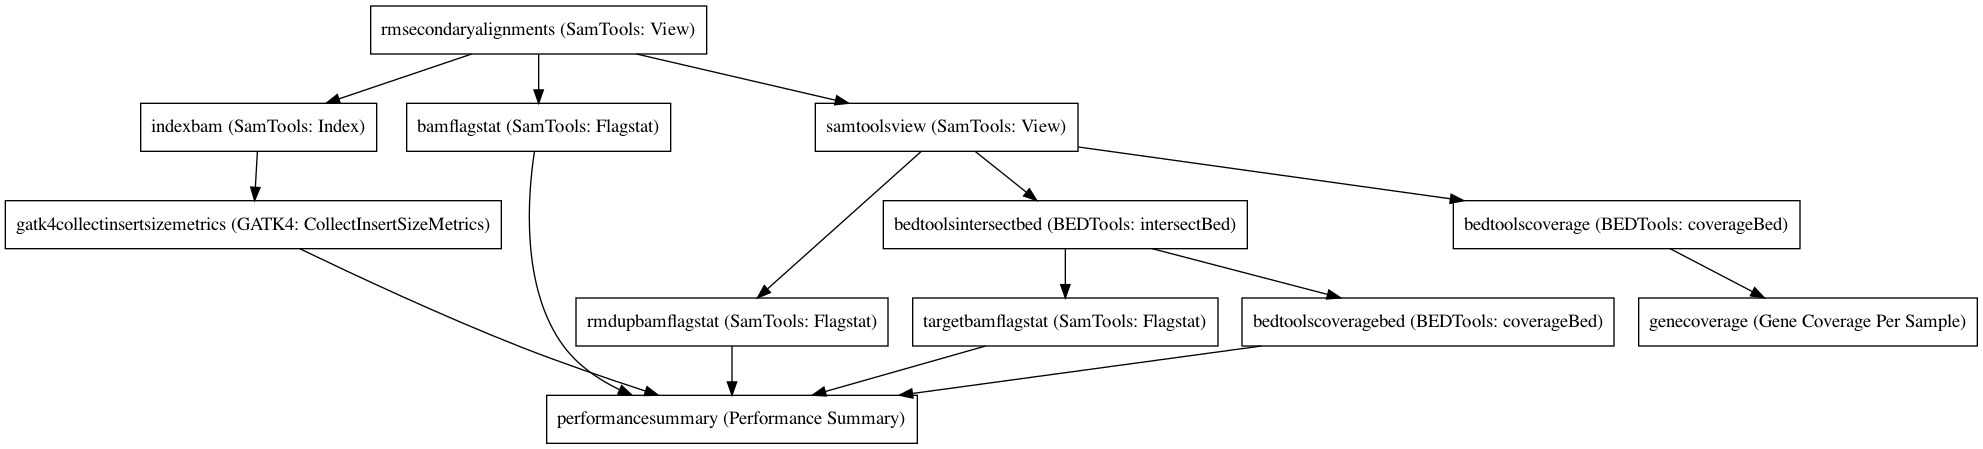 rmsecondaryalignments (SamTools: View)
indexbam (SamTools: Index)
bamflagstat (SamTools: Flagstat)
samtoolsview (SamTools: View)
gatk4collectinsertsizemetrics (GATK4: CollectInsertSizeMetrics)
bedtoolsintersectbed (BEDTools: intersectBed)
bedtoolscoverage (BEDTools: coverageBed)
rmdupbamflagstat (SamTools: Flagstat)
targetbamflagstat (SamTools: Flagstat)
bedtoolscoveragebed (BEDTools: coverageBed)
genecoverage (Gene Coverage Per Sample)
performancesummary (Performance Summary)